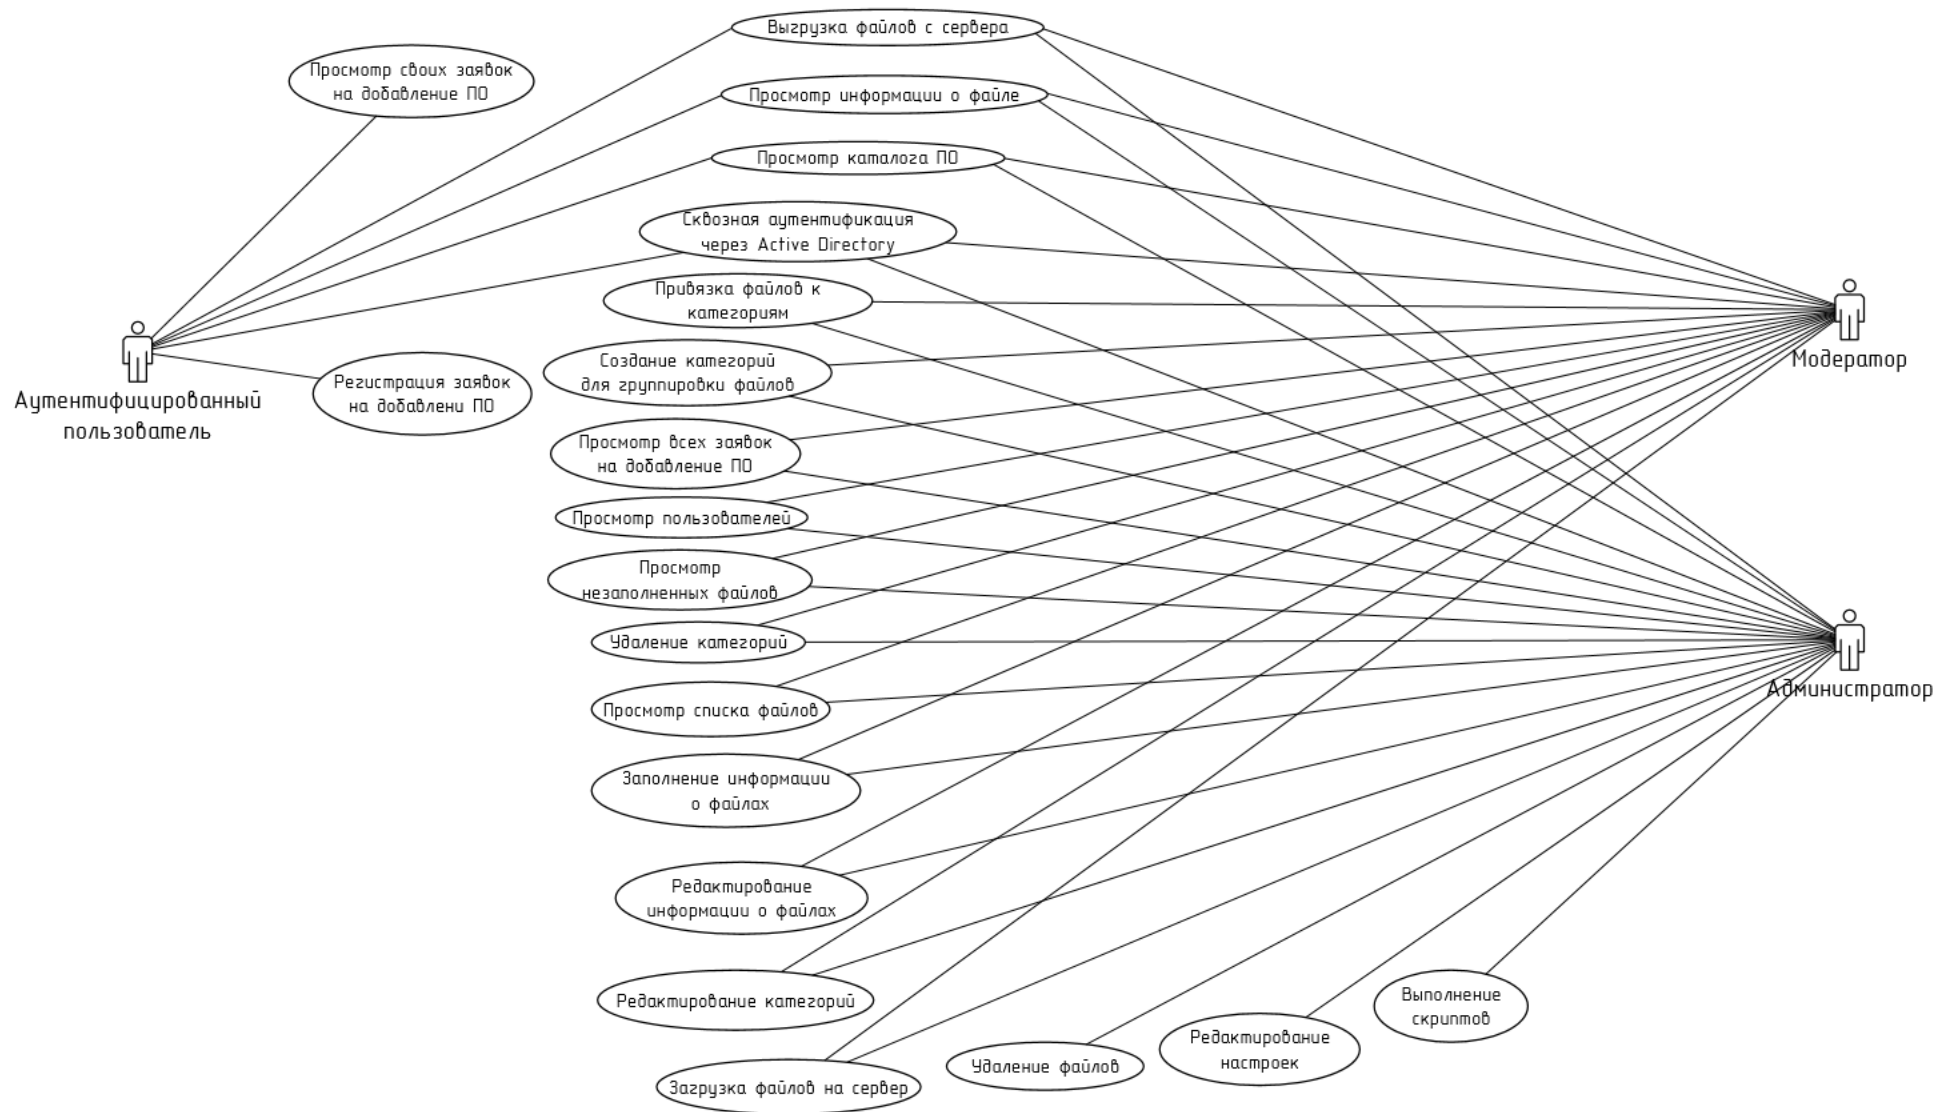 Выгрузка файлов с сервера
Просмотр своих заявок
на добавление ПО
Просмотр информации о файле
Просмотр каталога ПО
Сквозная аутентификация
через Active Directory
Привязка файлов к
категориям
Модератор
Создание категорий
для группировки файлов
Регистрация заявок
на добавлени ПО
Аутентифицированный
пользователь
Просмотр всех заявок
на добавление ПО
Просмотр пользователей
Просмотр
незаполненных файлов
Удаление категорий
Администратор
Просмотр списка файлов
Заполнение информации
о файлах
Редактирование
информации о файлах
Редактирование категорий
Выполнение
скриптов
Редактирование
настроек
Удаление файлов
Загрузка файлов на сервер